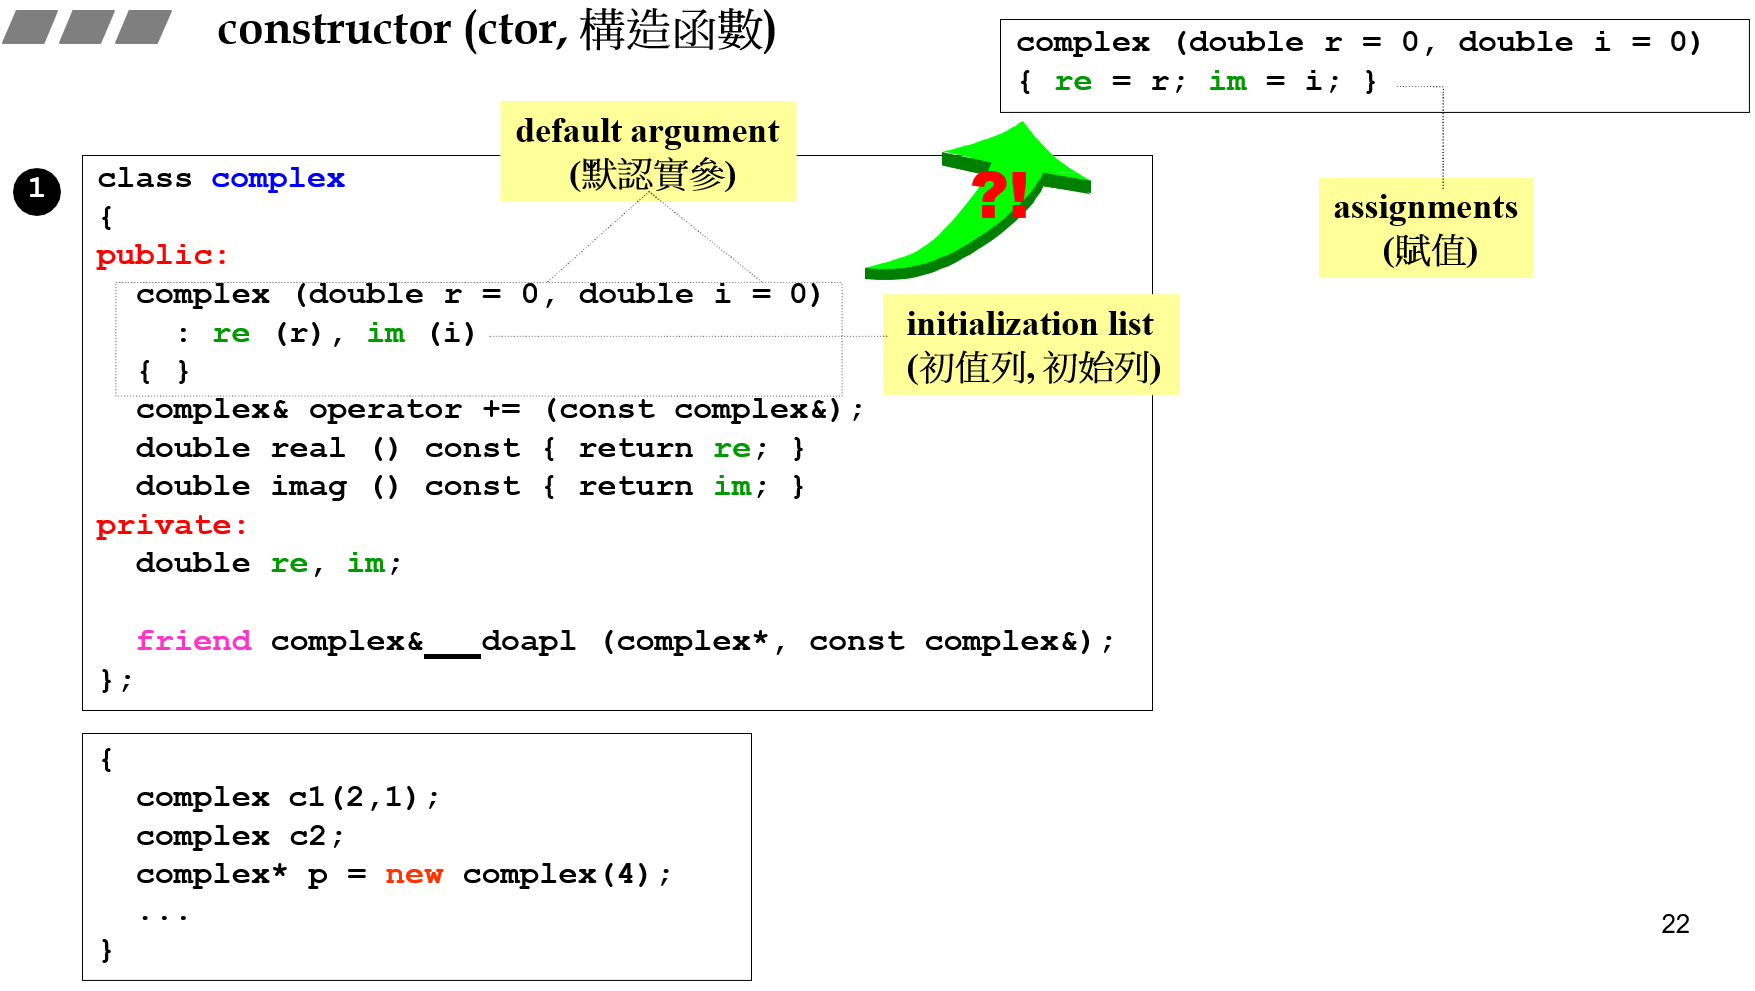 constructor (ctor, 構造函數)
complex (double r = 0, double i = 0)
{ re = r; im = i; }
assignments
(賦值)
default argument
(默認實參)
?!
1
class complex
{
public:
complex (double r = 0, double i = 0)
: re (r), im (i)
{ }
initialization list
(初值列, 初始列)
complex& operator += (const complex&);
double real () const { return re; }
double imag () const { return im; }
private:
double re, im;
friend complex& __doapl (complex*, const complex&);
};
{
complex c1(2,1);
complex c2;
complex* p = new complex(4);
...
}
22